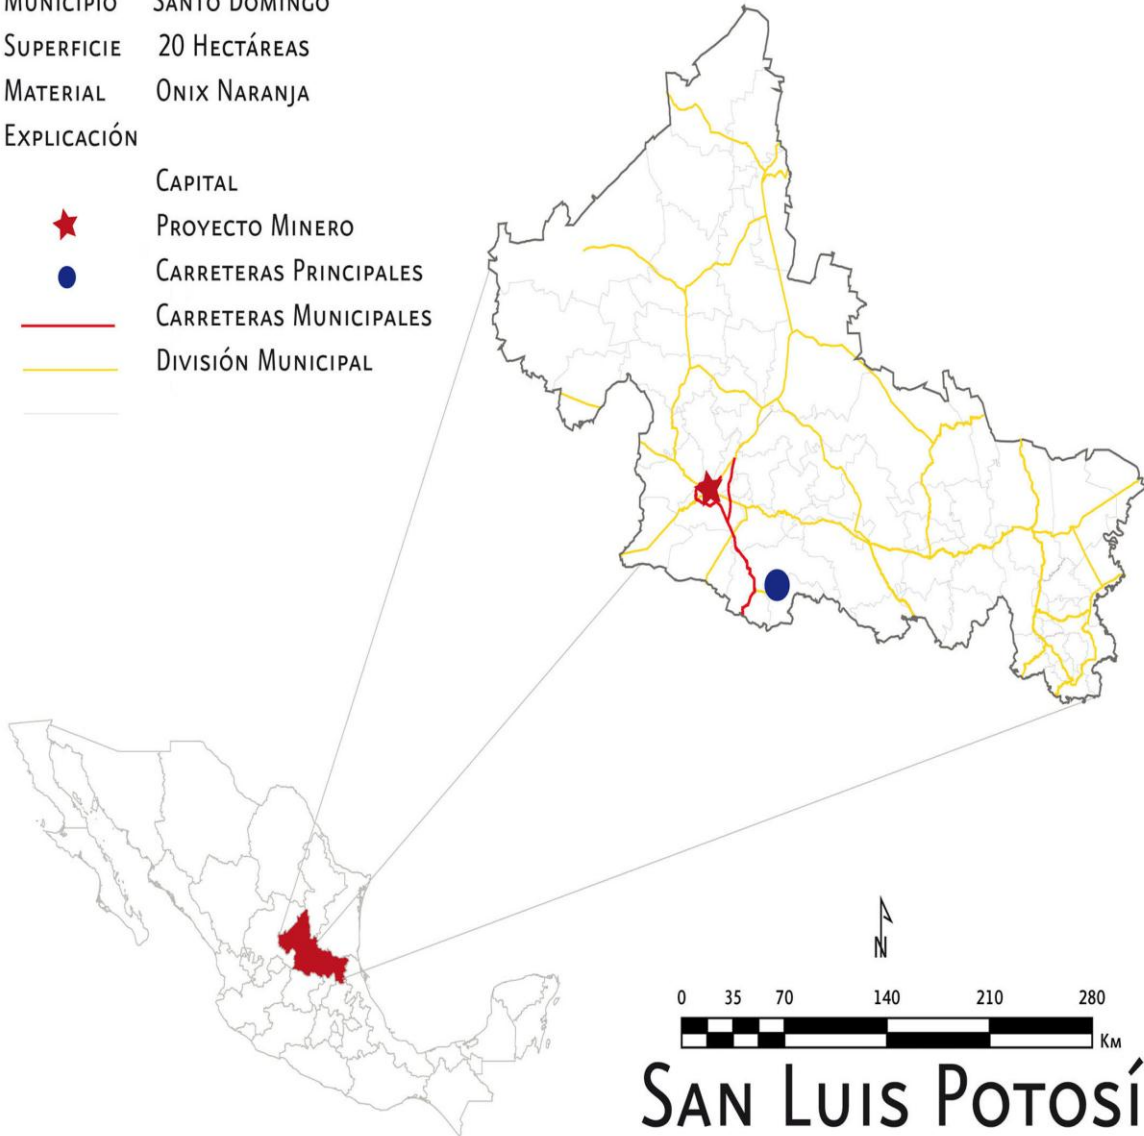 Municipio Santo Domingo
Superficie 20 Hectáreas
Material Onix Naranja
Explicación
Capital
Proyecto Minero
Carreteras Principales
Carreteras Municipales
División Municipal
N
0 35 70 140 210 280
Km
San Luis Potosí